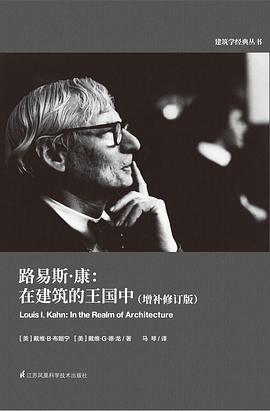 建筑学经典丛书
路易斯·康：
在建筑的王国中（增补修订版）
Louis I. Kahn: In the Realm of Architecture
［美］戴维·B·布朗宁 ［美］戴维·G·德·龙／著 马 琴／译
江苏凤凰科学技术出版社